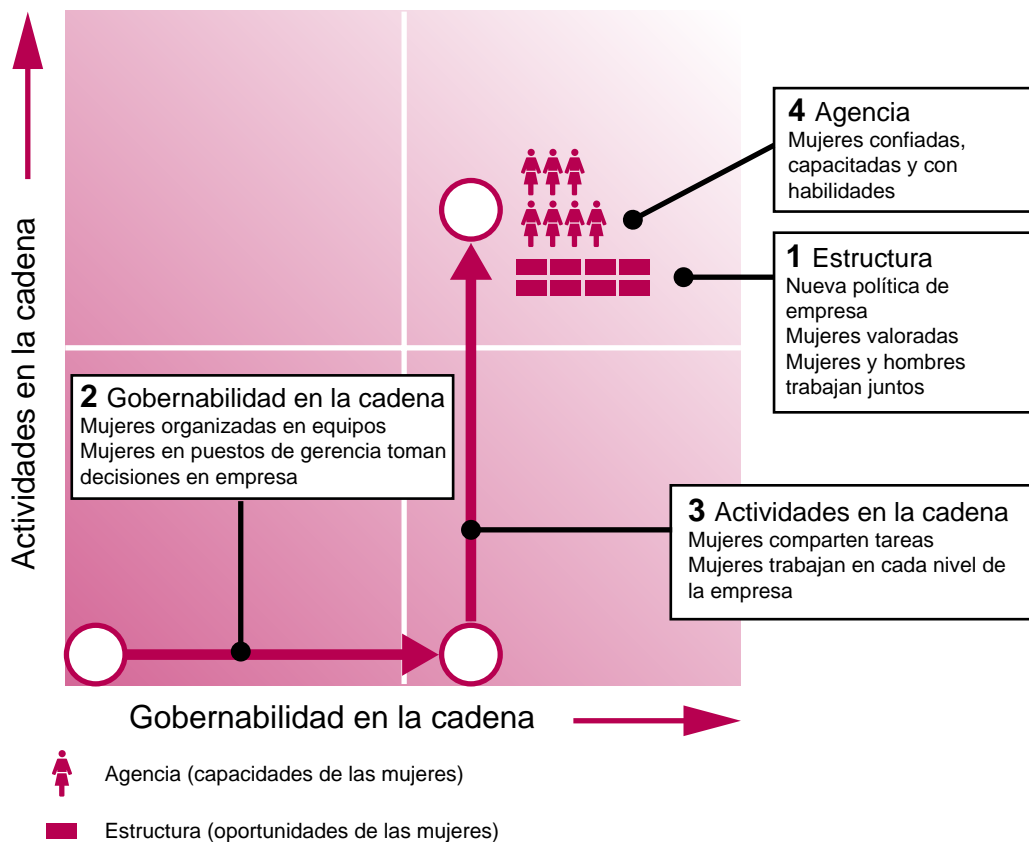 Actividades en la cadena
4 Agencia
Mujeres confiadas,
capacitadas y con
habilidades
1 Estructura
Nueva política de
empresa
Mujeres valoradas
Mujeres y hombres
trabajan juntos
2 Gobernabilidad en la cadena
Mujeres organizadas en equipos
Mujeres en puestos de gerencia toman
decisiones en empresa
3 Actividades en la cadena
Mujeres comparten tareas
Mujeres trabajan en cada nivel de
la empresa
Gobernabilidad en la cadena
Agencia (capacidades de las mujeres)
Estructura (oportunidades de las mujeres)